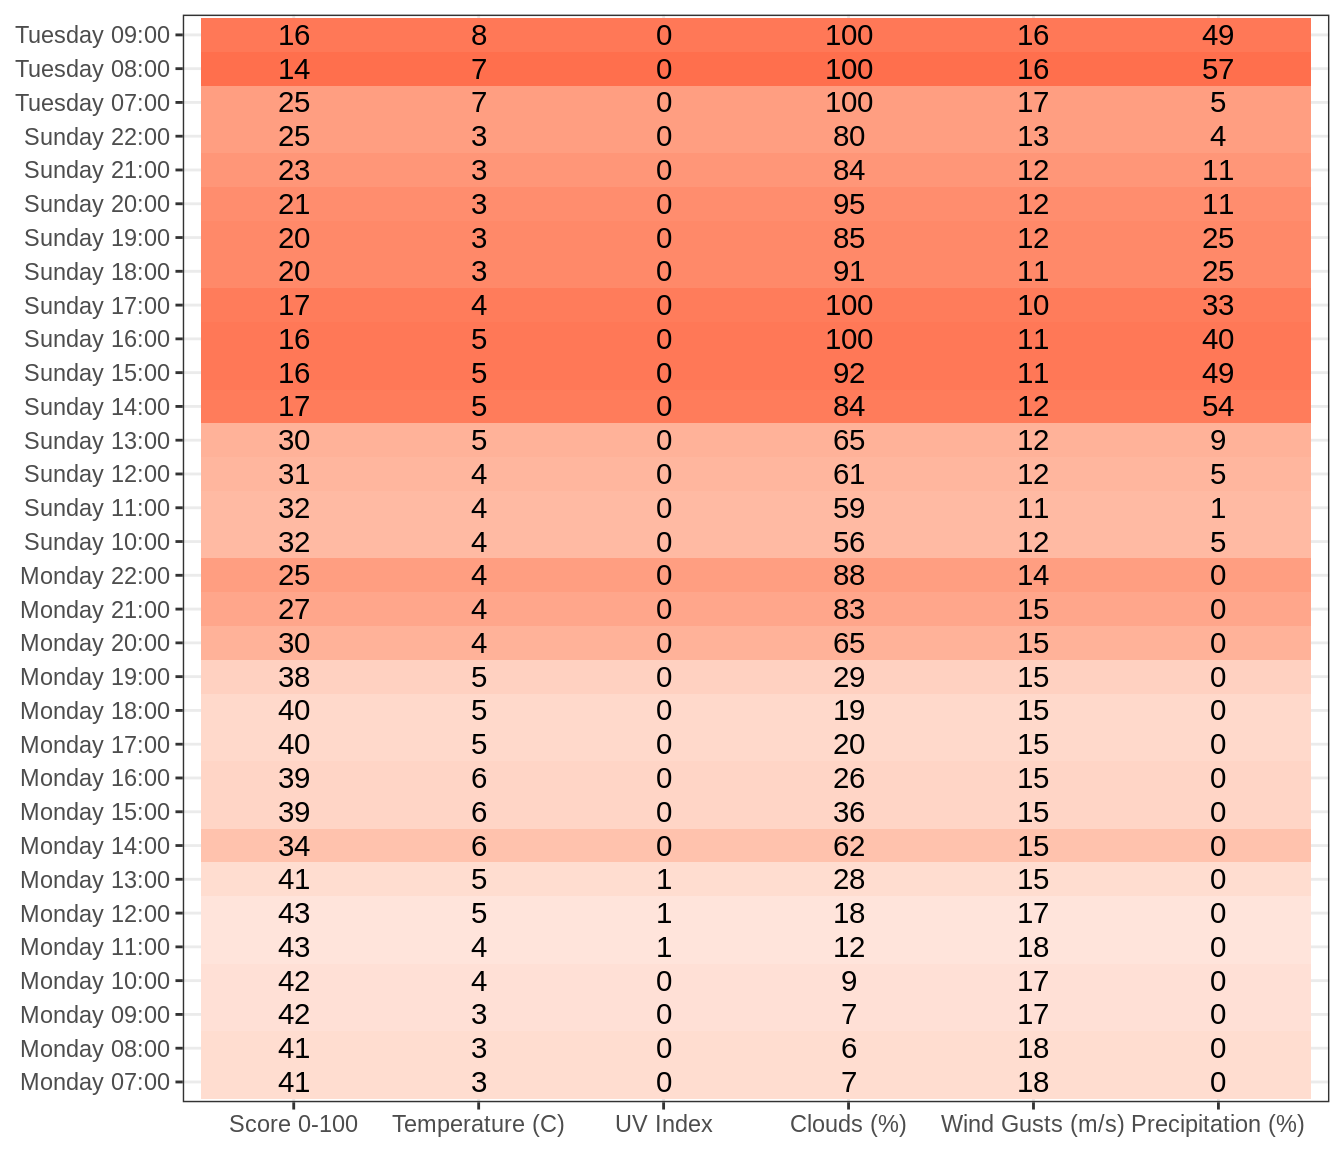 Tuesday 09:00 16 8 0 100 16 49
Tuesday 08:00 14 7 0 100 16 57
Tuesday 07:00 25 7 0 100 17 5
Sunday 22:00 25 3 0 80 13 4
Sunday 21:00 23 3 0 84 12 11
Sunday 20:00 21 3 0 95 12 11
Sunday 19:00 20 3 0 85 12 25
Sunday 18:00 20 3 0 91 11 25
Sunday 17:00 17 4 0 100 10 33
Sunday 16:00 16 5 0 100 11 40
Sunday 15:00 16 5 0 92 11 49
Sunday 14:00 17 5 0 84 12 54
Sunday 13:00 30 5 0 65 12 9
Sunday 12:00 31 4 0 61 12 5
Sunday 11:00 32 4 0 59 11 1
Sunday 10:00 32 4 0 56 12 5
Monday 22:00 25 4 0 88 14 0
Monday 21:00 27 4 0 83 15 0
Monday 20:00 30 4 0 65 15 0
Monday 19:00 38 5 0 29 15 0
Monday 18:00 40 5 0 19 15 0
Monday 17:00 40 5 0 20 15 0
Monday 16:00 39 6 0 26 15 0
Monday 15:00 39 6 0 36 15 0
Monday 14:00 34 6 0 62 15 0
Monday 13:00 41 5 1 28 15 0
Monday 12:00 43 5 1 18 17 0
Monday 11:00 43 4 1 12 18 0
Monday 10:00 42 4 0 9 17 0
Monday 09:00 42 3 0 7 17 0
Monday 08:00 41 3 0 6 18 0
Monday 07:00 41 3 0 7 18 0
Score 0-100 Temperature (C) UV Index Clouds (%) Wind Gusts (m/s) Precipitation (%)